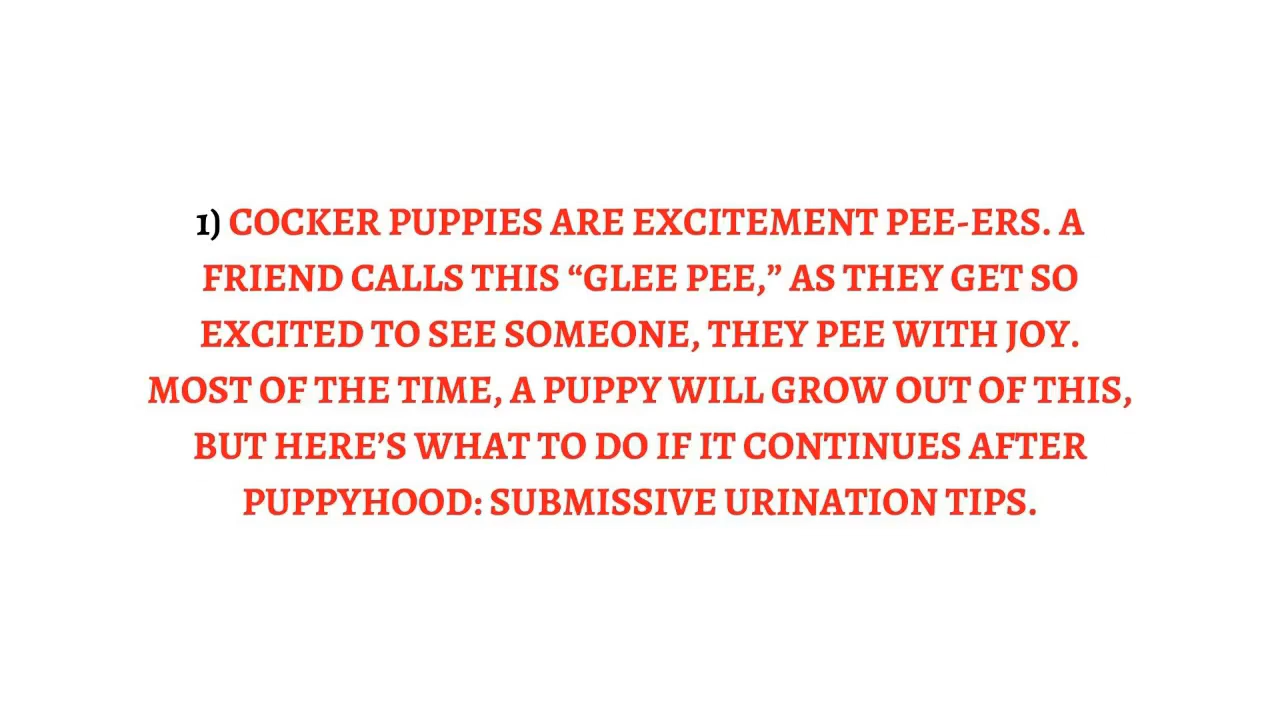 1) COCKER PUPPIES ARE EXCITEMENT PEE-ERS. A
FRIEND CALLS THIS “GLEE PEE,” AS THEY GET SO
EXCITED TO SEE SOMEONE, THEY PEE WITH JOY.
MOST OF THE TIME, A PUPPY WILL GROW OUT OF THIS,
BUT HERE’S WHAT TO DO IF IT CONTINUES AFTER
PUPPYHOOD: SUBMISSIVE URINATION TIPS.